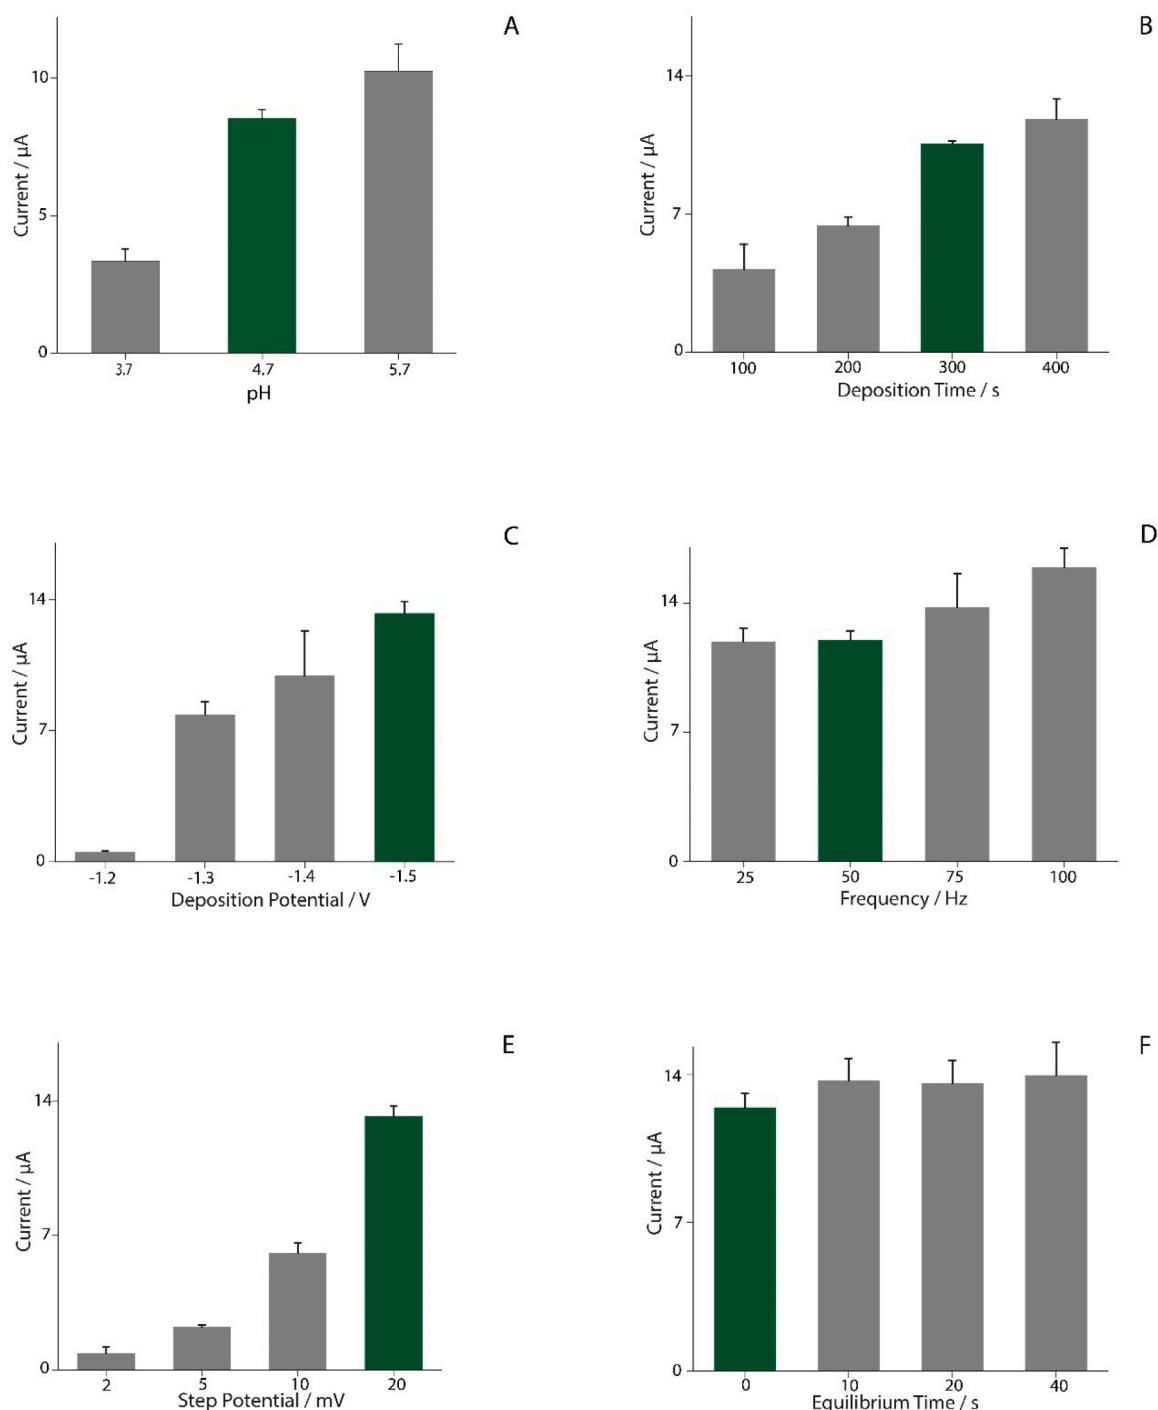 A
10
5
0
Current / µA
3.7 4.7 5.7
pH
B
14
7
0
Current / µA
100 200 300 400
Deposition Time / s
C
14
7
0
Current / µA
-1.2 -1.3 -1.4 -1.5
Deposition Potential / V
D
14
7
0
Current / µA
25 50 75 100
Frequency / Hz
E
14
7
0
Current / µA
2 5 10 20
Step Potential / mV
F
14
7
0
Current / µA
0 10 20 40
Equilibrium Time / s